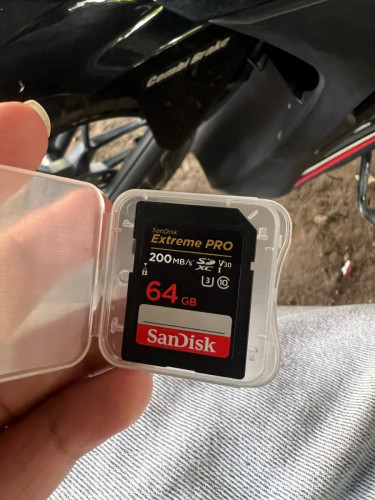 Combi Brake
SanDisk
Extreme PRO
200 MB/s SD XC I V30
3 10
64 GB
SanDisk